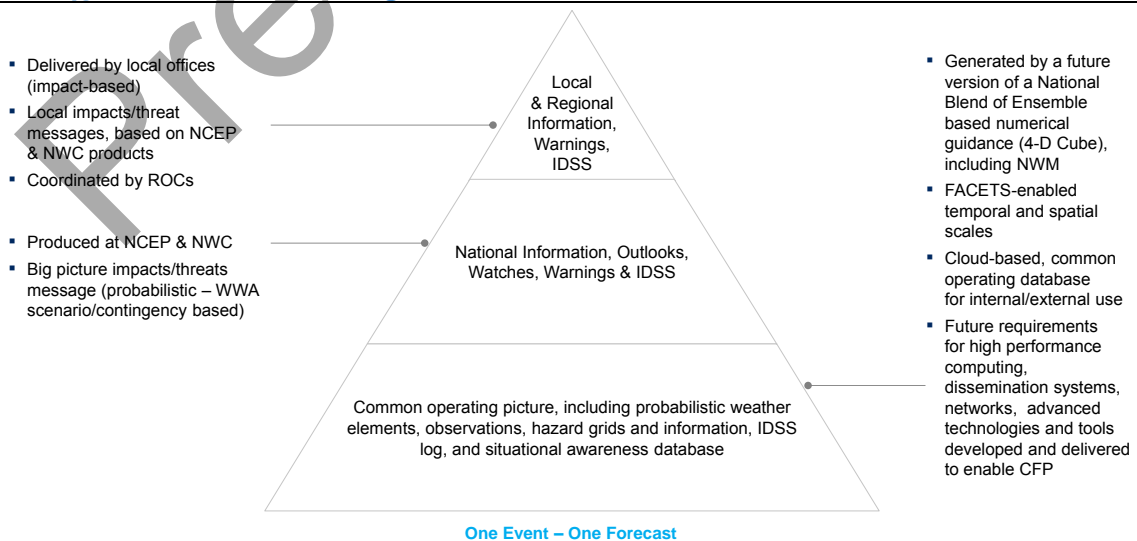 ▪ Delivered by local offices
(impact-based)
▪ Local impacts/threat
messages, based on NCEP
& NWC products
▪ Coordinated by ROCs
▪ Produced at NCEP & NWC
▪ Big picture impacts/threats
message (probabilistic – WWA
scenario/contingency based)
Local
& Regional
Information,
Warnings,
IDSS
National Information, Outlooks,
Watches, Warnings & IDSS
Common operating picture, including probabilistic weather
elements, observations, hazard grids and information, IDSS
log, and situational awareness database
▪ Generated by a future
version of a National
Blend of Ensemble
based numerical
guidance (4-D Cube),
including NWM
▪ FACETS-enabled
temporal and spatial
scales
▪ Cloud-based, common
operating database
for internal/external use
▪ Future requirements
for high performance
computing,
dissemination systems,
networks, advanced
technologies and tools
developed and delivered
to enable CFP
One Event – One Forecast
Pre